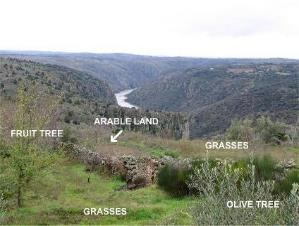 ARABLE LAND
FRUIT TREE
GRASSES
OLIVE TREE
GRASSES